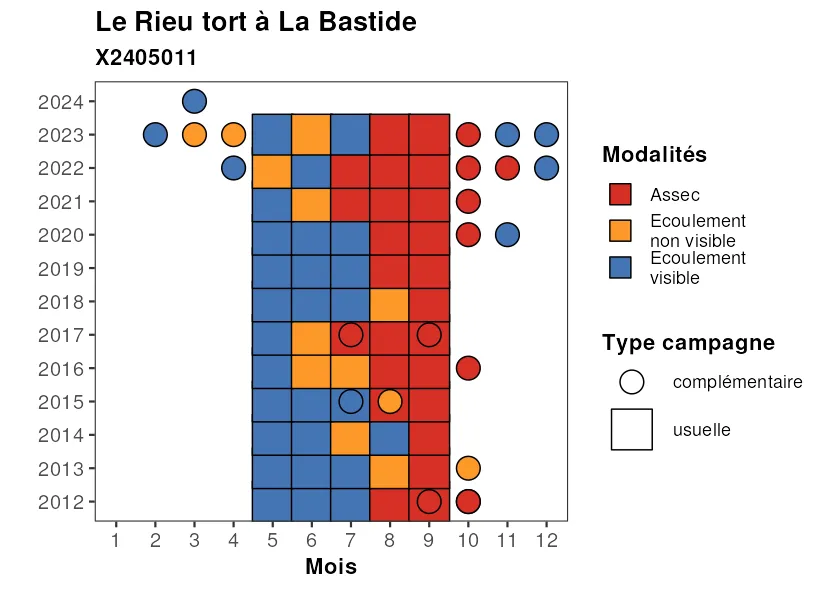 Le Rieu tort à La Bastide
X2405011
2024
2023
2022
2021
2020
2019
2018
2017
2016
2015
2014
2013
2012
1 2 3 4 5 6 7 8 9 10 11 12
Mois
Modalités
Assec
Ecoulement
non visible
Ecoulement
visible
Type campagne
complémentaire
usuelle